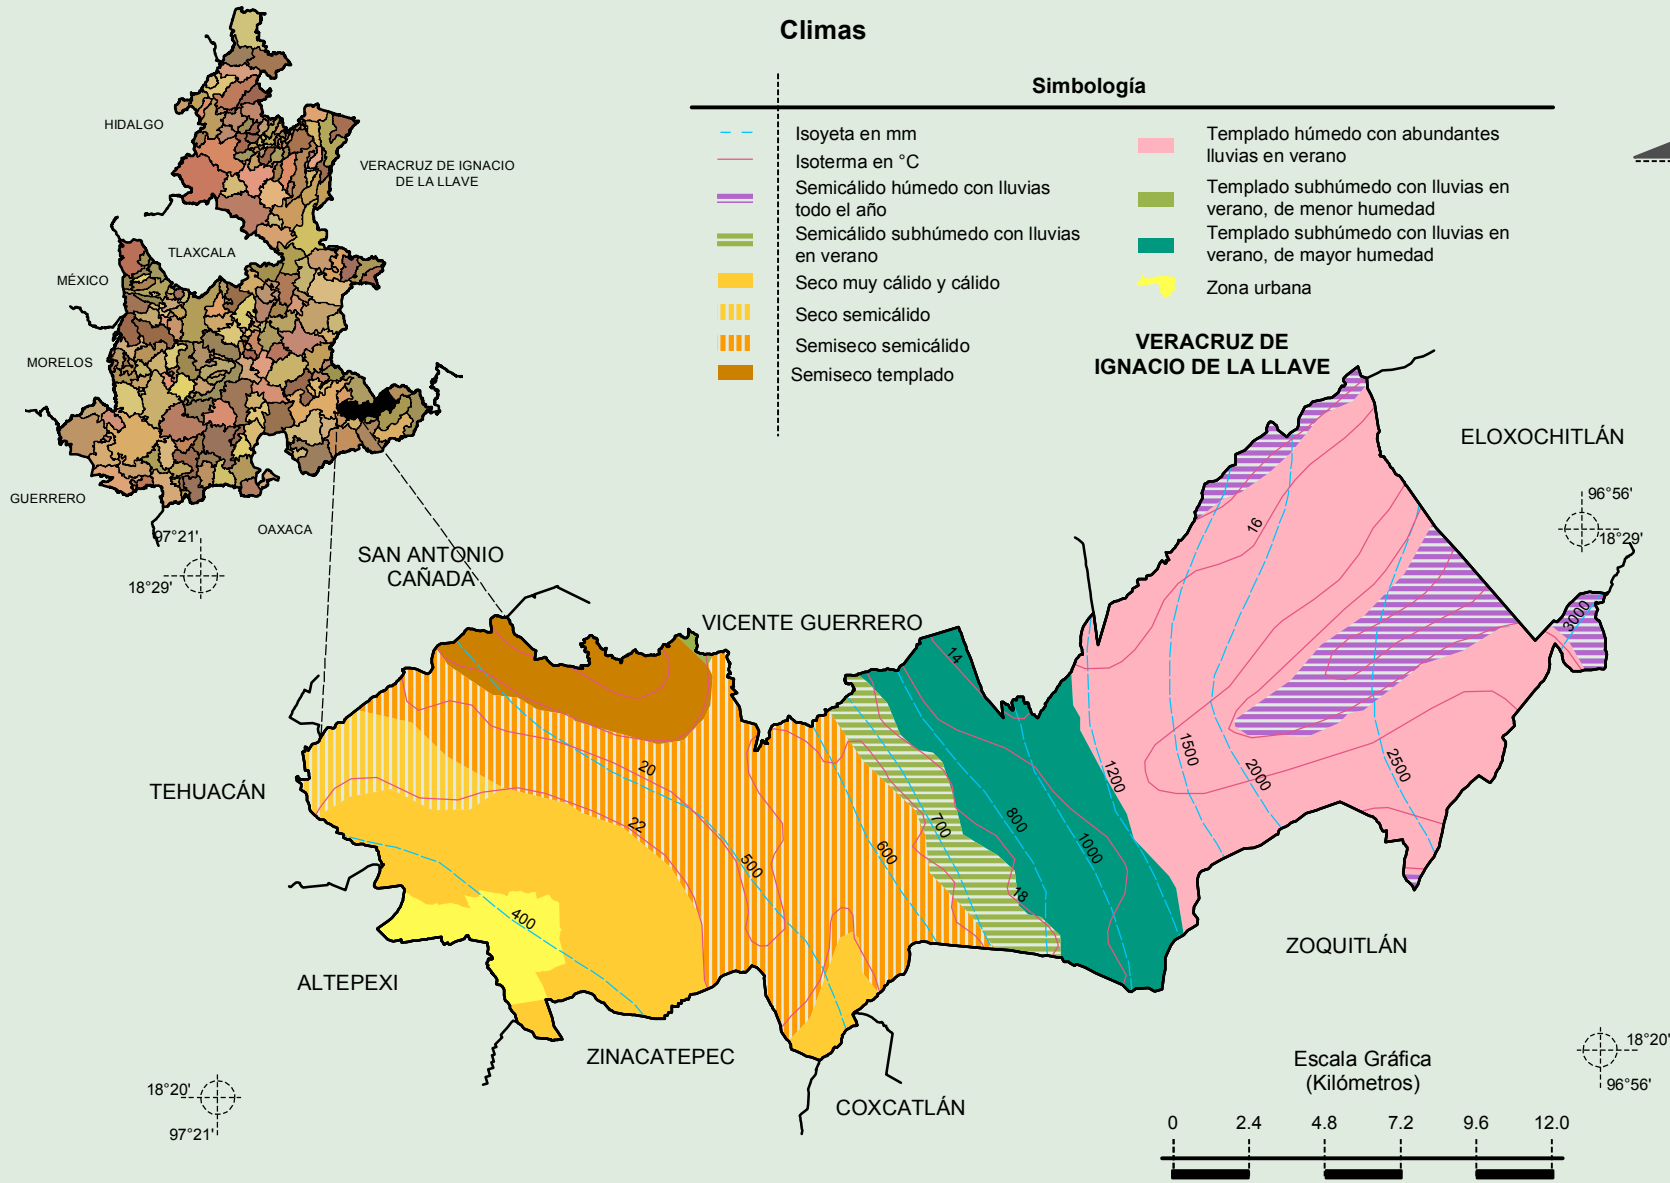 Climas
Simbología
Isoyeta en mm
Isoterma en °C
Semicálido húmedo con lluvias
todo el año
Semicálido subhúmedo con lluvias
en verano
Seco muy cálido y cálido
Seco semicálido
Semiseco semicálido
Semiseco templado
Templado húmedo con abundantes
lluvias en verano
Templado subhúmedo con lluvias en
verano, de menor humedad
Templado subhúmedo con lluvias en
verano, de mayor humedad
Zona urbana
HIDALGO
VERACRUZ DE IGNACIO
DE LA LLAVE
TLAXCALA
MÉXICO
MORELOS
GUERRERO
OAXACA
VERACRUZ DE
IGNACIO DE LA LLAVE
ELOXOCHITLÁN
96°56'
18°29'
97°21'
18°29'
SAN ANTONIO
CAÑADA
VICENTE GUERRERO
TEHUACÁN
ALTEPEXI
ZINACATEPEC
COXCATLÁN
ZOQUITLÁN
16
3000
14
1500
2000
2500
1200
20
22
500
600
700
800
1000
18
400
18°20'
97°21'
18°20'
96°56'
Escala Gráfica
(Kilómetros)
0 2.4 4.8 7.2 9.6 12.0